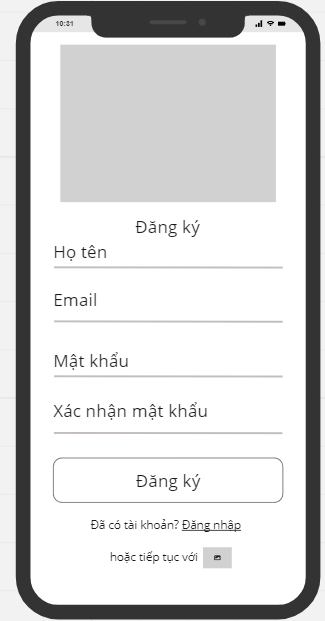 10:31
Đăng ký
Họ tên
Email
Mật khẩu
Xác nhận mật khẩu
Đăng ký
Đã có tài khoản? Đăng nhập
hoặc tiếp tục với